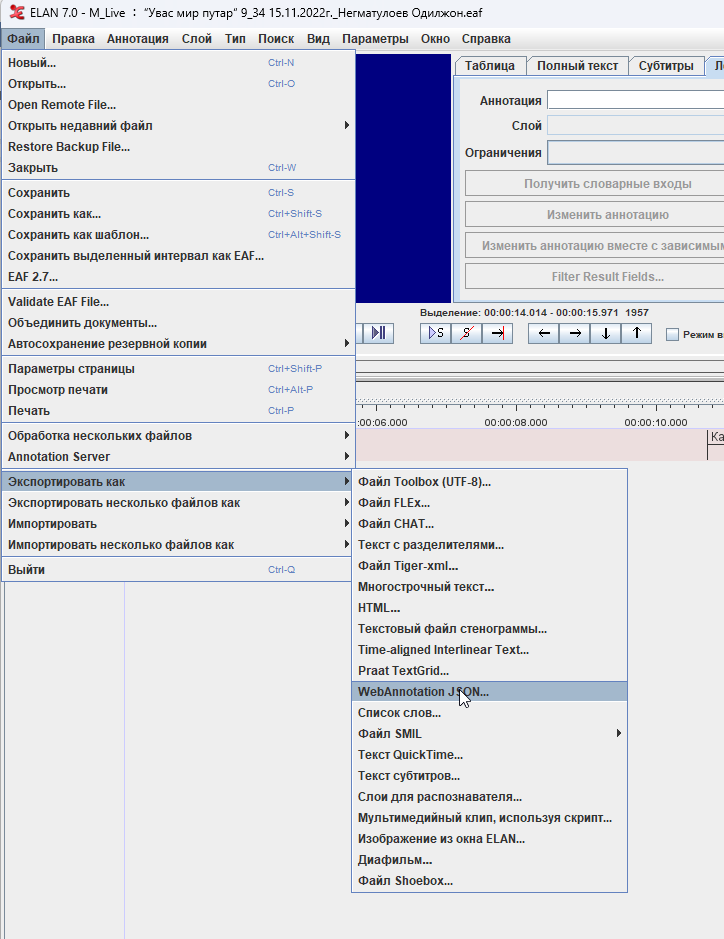 ELAN 7.0 - M_Live : "Увас мир путар" 9_34 15.11.2022г._Негматулоев Одилжон.eaf
Файл Правка Аннотация Слой Тип Поиск Вид Параметры Окно Справка
Новый... Ctrl-N
Открыть... Ctrl-O
Open Remote File...
Открыть недавний файл
Restore Backup File...
Закрыть Ctrl-W
Сохранить Ctrl-S
Сохранить как... Ctrl+Shift-S
Сохранить как шаблон... Ctrl+Alt+Shift-S
Сохранить выделенный интервал как EAF...
EAF 2.7...
Validate EAF File...
Объединить документы...
Автосохранение резервной копии
Параметры страницы Ctrl+Shift-P
Просмотр печати Ctrl+Alt-P
Печать Ctrl-P
Обработка нескольких файлов
Annotation Server
Экспортировать как
Экспортировать несколько файлов как
Импортировать
Импортировать несколько файлов как
Выйти Ctrl-Q
Файл Toolbox (UTF-8)...
Файл FLEx...
Файл CHAT...
Текст с разделителями...
Файл Tiger-xml...
Многострочный текст...
HTML...
Текстовый файл стенограммы...
Time-aligned Interlinear Text...
Praat TextGrid...
WebAnnotation JSON...
Список слов...
Файл SMIL
Текст QuickTime...
Текст субтитров...
Слои для распознавателя...
Мультимедийный клип, используя скрипт...
Изображение из окна ELAN...
Диафильм...
Файл Shoebox...
Таблица Полный текст Субтитры
Аннотация
Слой
Ограничения
Получить словарные входы
Изменить аннотацию
Изменить аннотацию вместе с зависимым
Filter Result Fields...
Выделение: 00:00:14.014 - 00:00:15.971 1957
S S
Режим
:00:06.000 00:00:08.000 00:00:10.000
Ка